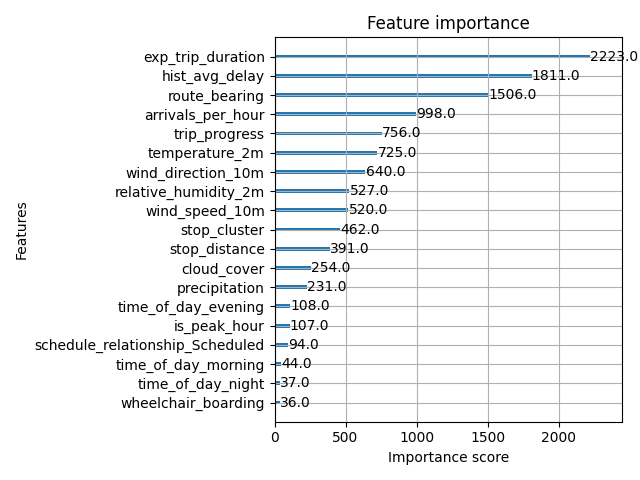 Feature importance
Features
exp_trip_duration 2223.0
hist_avg_delay 1811.0
route_bearing 1506.0
arrivals_per_hour 998.0
trip_progress 756.0
temperature_2m 725.0
wind_direction_10m 640.0
relative_humidity_2m 527.0
wind_speed_10m 520.0
stop_cluster 462.0
stop_distance 391.0
cloud_cover 254.0
precipitation 231.0
time_of_day_evening 108.0
is_peak_hour 107.0
schedule_relationship_Scheduled 94.0
time_of_day_morning 44.0
time_of_day_night 37.0
wheelchair_boarding 36.0
0 500 1000 1500 2000
Importance score